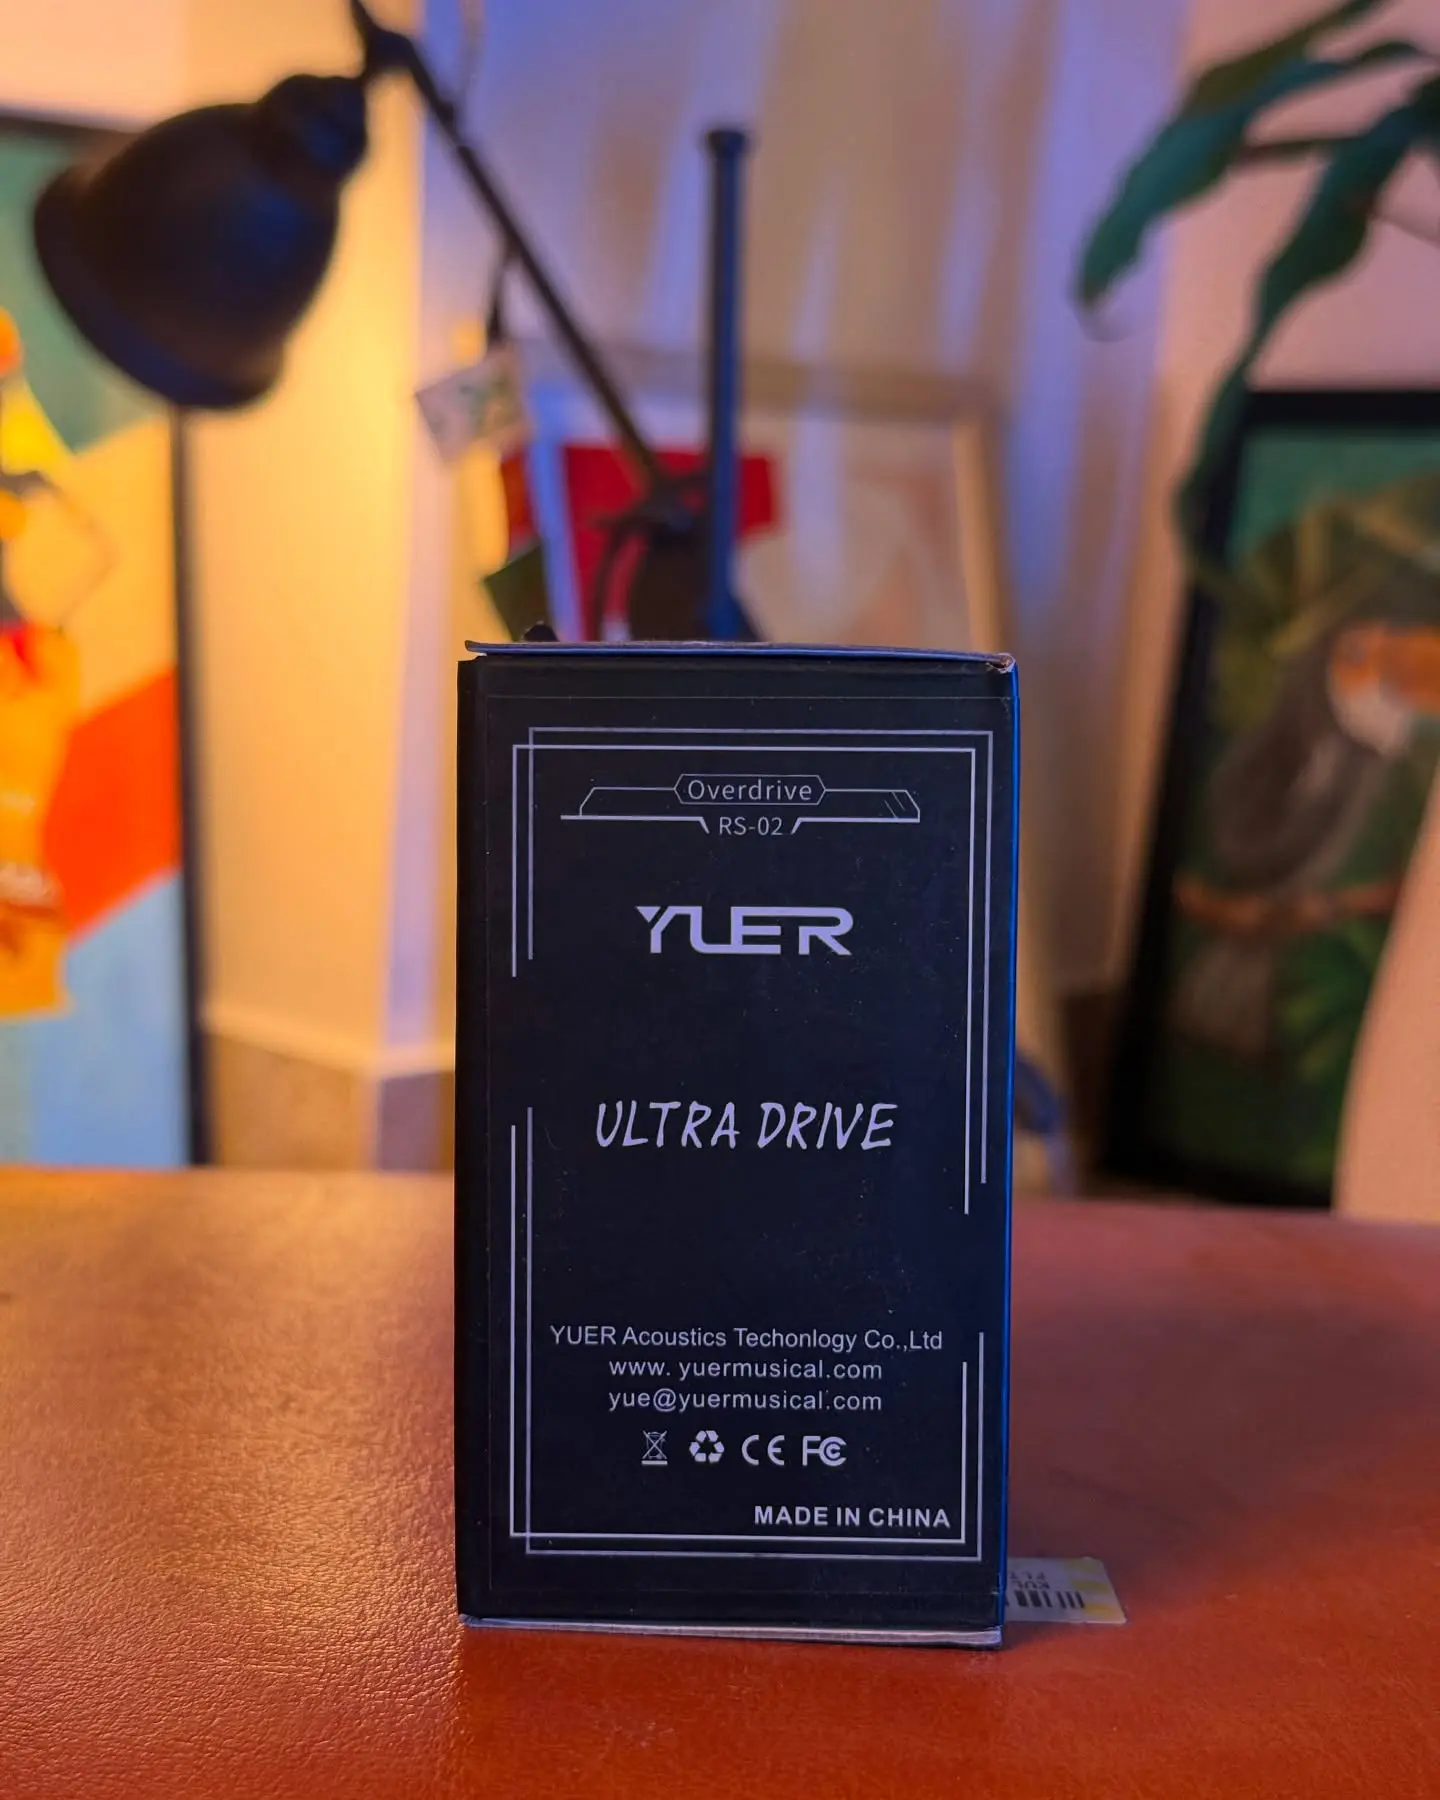 Overdrive
RS-02
YUER
ULTRA DRIVE
YUER Acoustics Techonlogy Co.,Ltd
www. yuermusical.com
yue@yuermusical.com
CE FC
MADE IN CHINA